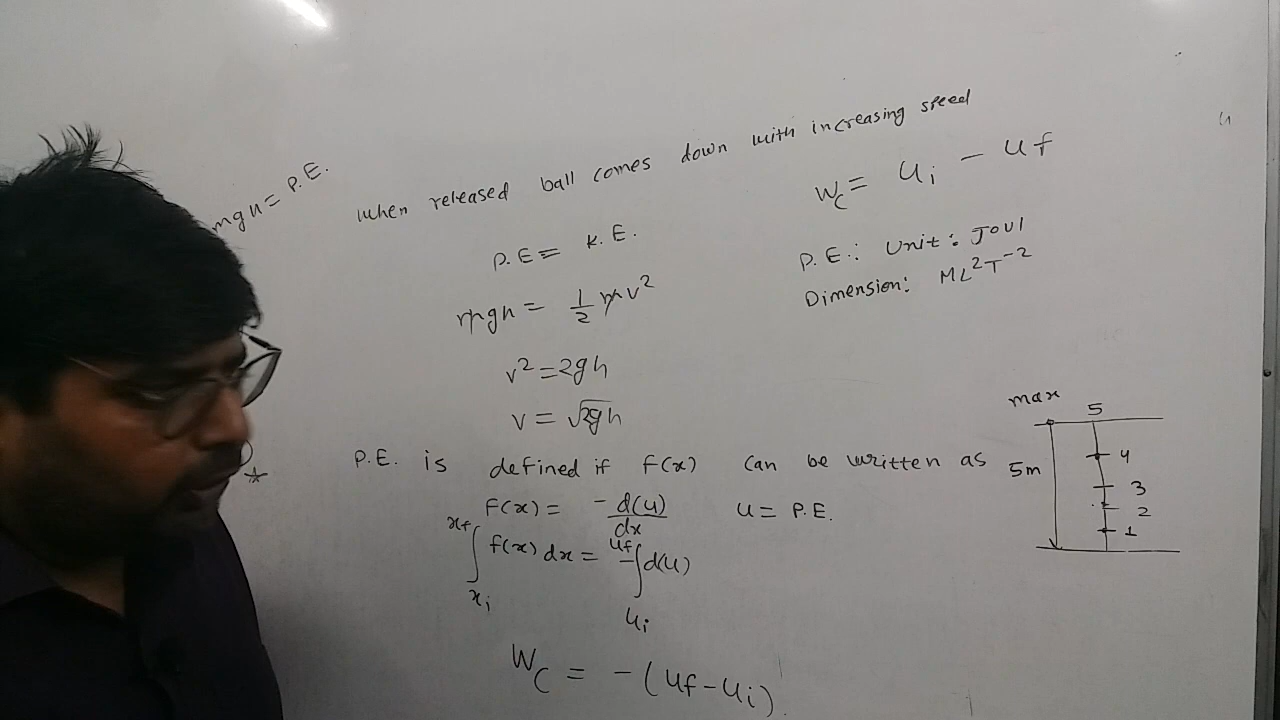 mgh = P.E.
when released ball comes down with increasing speed
P.E = K.E.
mgh = 1/2 mv²
v² = 2gh
v = √2gh
W_C = U_i - U_f
P.E.: Unit: Joul
Dimension: ML²T⁻²
P.E. is defined if F(x) can be written as
F(x) = - d(U)/dx U = P.E.
∫_{x_i}^{x_f} f(x) dx = - ∫_{U_i}^{U_f} d(U)
W_C = - (U_f - U_i)
max 5
4
5m
3
2
1